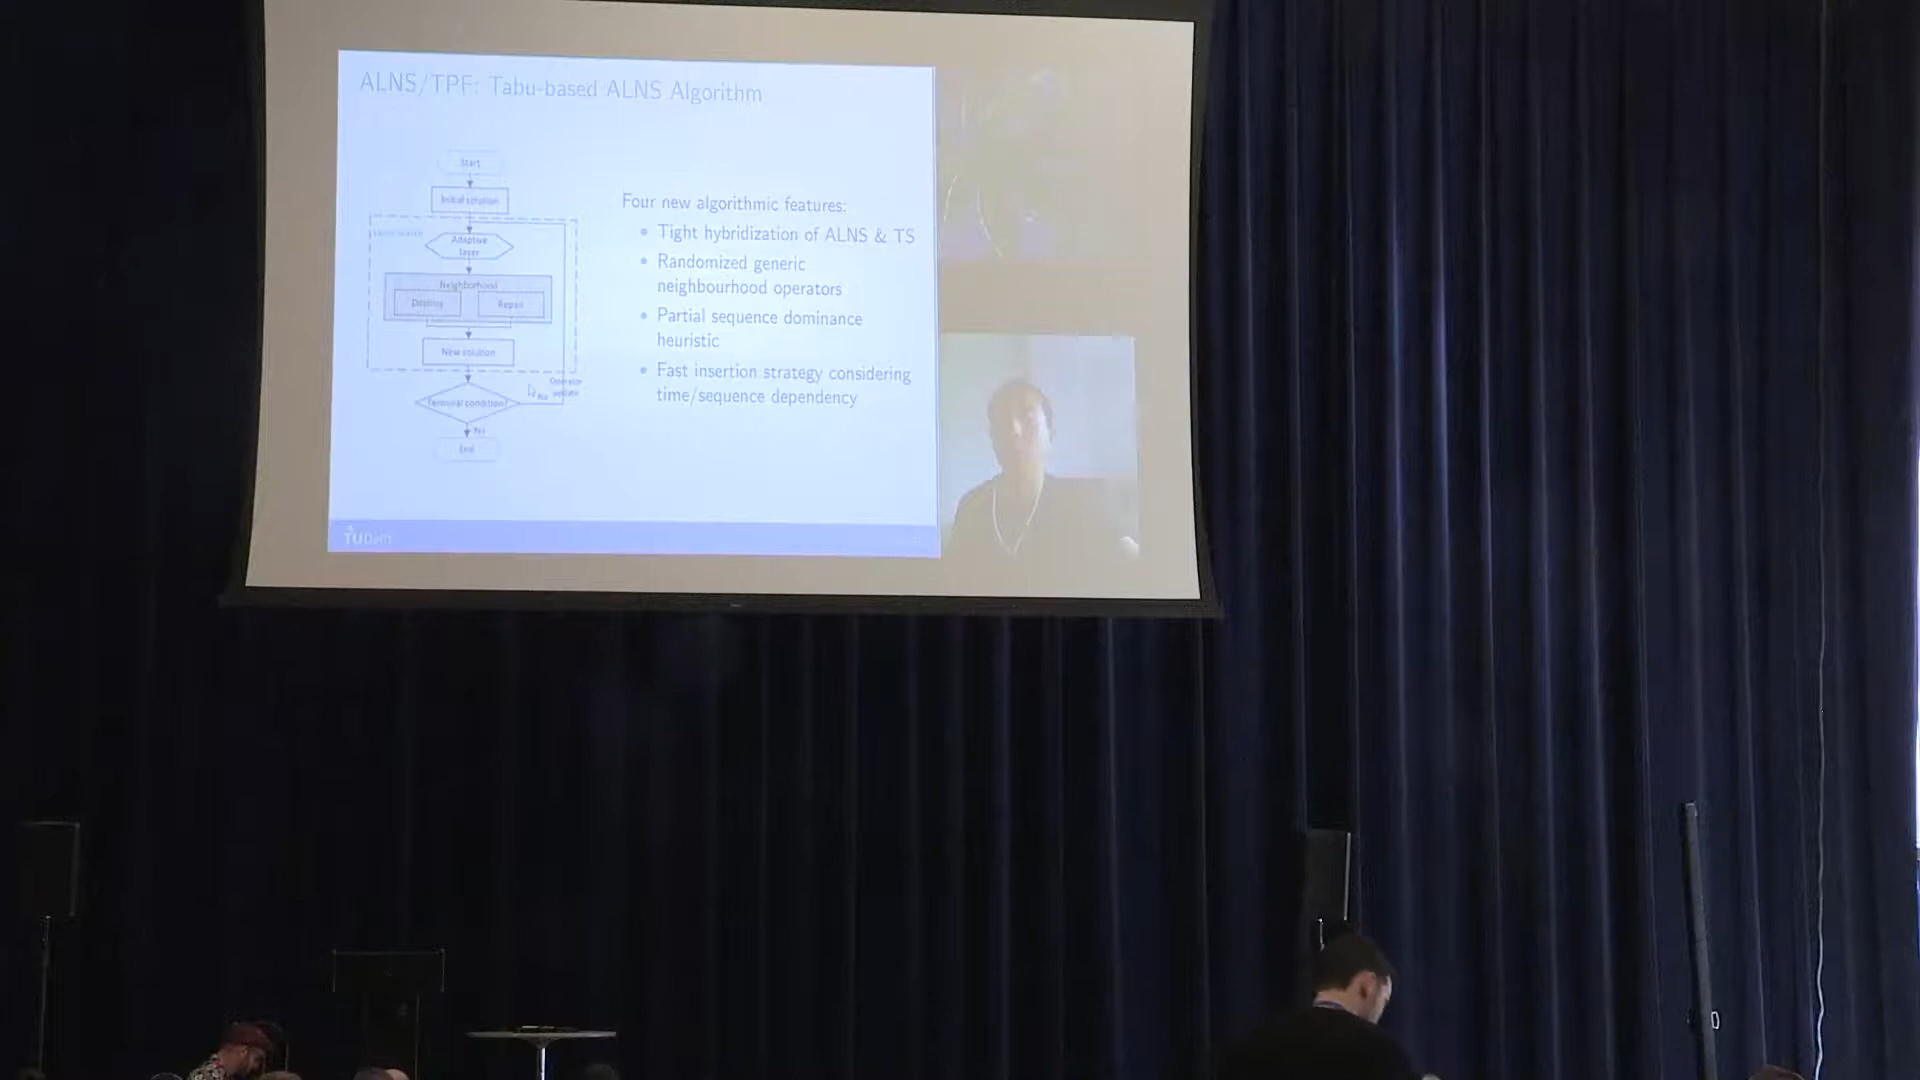 ALNS/TPF: Tabu-based ALNS Algorithm
Start
Initial solution
Adaptive
layer
Neighborhood
Destroy
Repair
New solution
Operator
update
No
Terminal condition?
Yes
End
Four new algorithmic features:
• Tight hybridization of ALNS & TS
• Randomized generic
neighbourhood operators
• Partial sequence dominance
heuristic
• Fast insertion strategy considering
time/sequence dependency
TUDelft